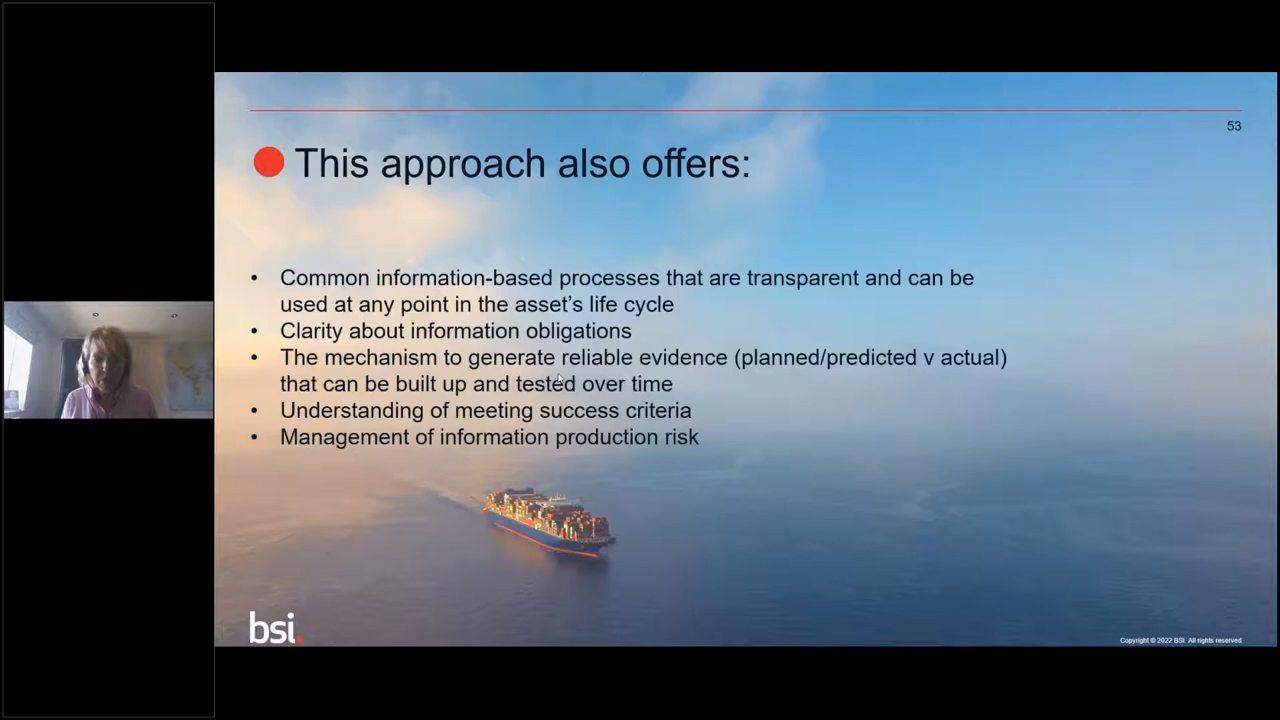 53
This approach also offers:
• Common information-based processes that are transparent and can be
used at any point in the asset’s life cycle
• Clarity about information obligations
• The mechanism to generate reliable evidence (planned/predicted v actual)
that can be built up and tested over time
• Understanding of meeting success criteria
• Management of information production risk
bsi.
Copyright © 2022 BSI. All rights reserved